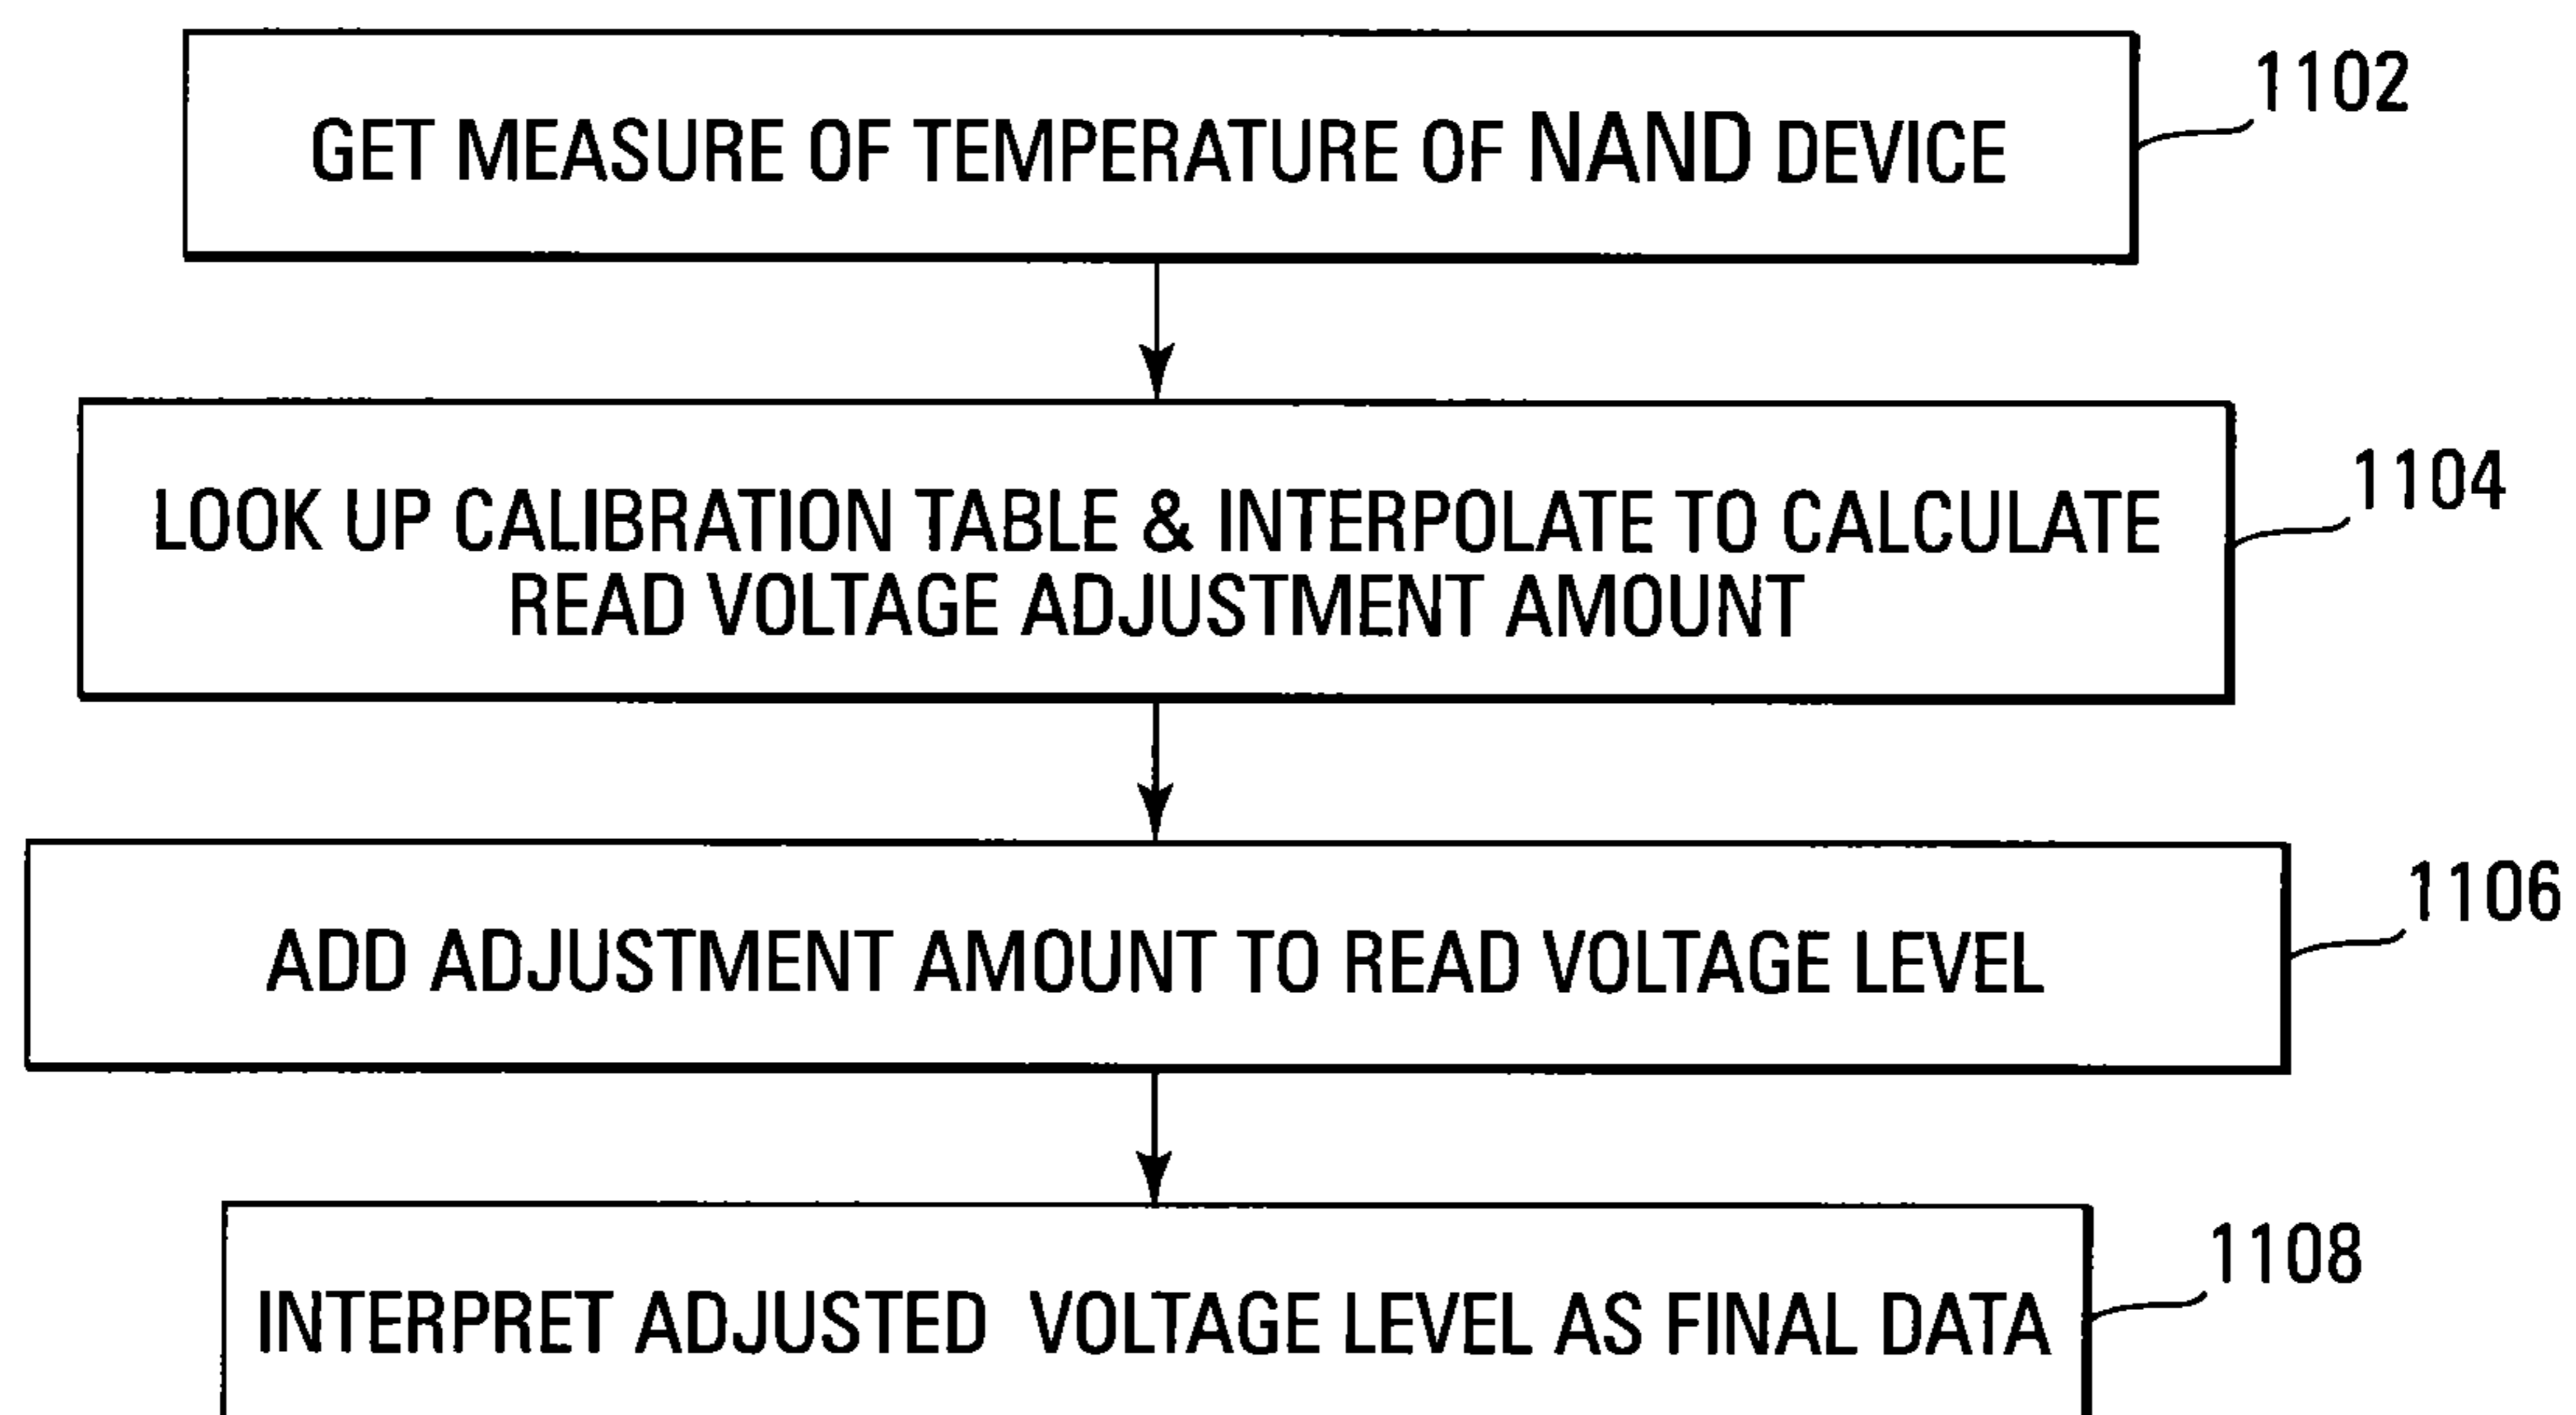 GET MEASURE OF TEMPERATURE OF NAND DEVICE
1102
LOOK UP CALIBRATION TABLE & INTERPOLATE TO CALCULATE
READ VOLTAGE ADJUSTMENT AMOUNT
1104
ADD ADJUSTMENT AMOUNT TO READ VOLTAGE LEVEL
1106
INTERPRET ADJUSTED VOLTAGE LEVEL AS FINAL DATA
1108